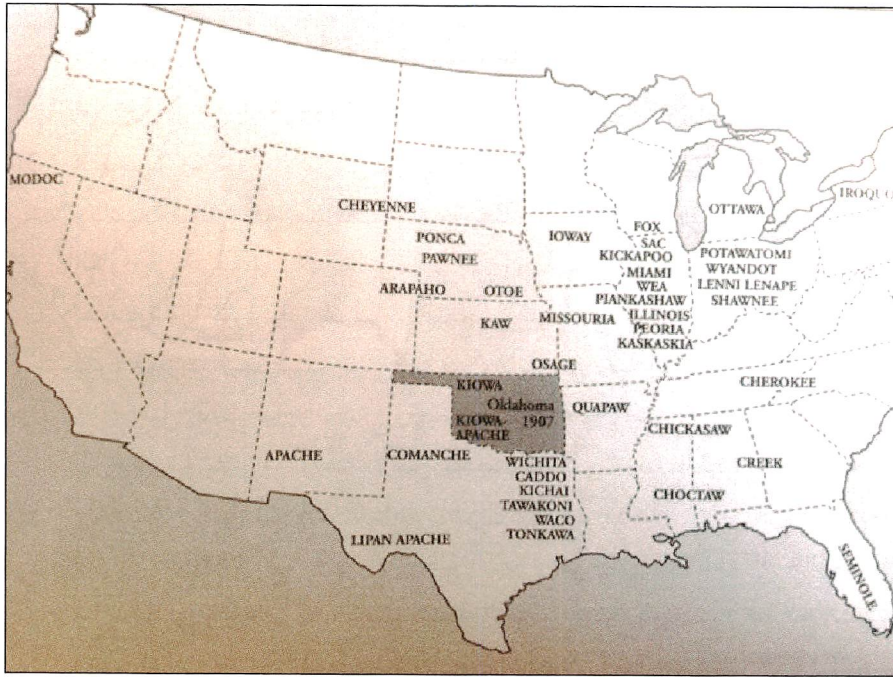 MODOC
CHEYENNE
PONCA
PAWNEE
ARAPAHO
OTOE
KAW
IOWAY
MISSOURIA
OSAGE
FOX
SAC
KICKAPOO
MIAMI
WEA
PIANKASHAW
ILLINOIS
PEORIA
KASKASKIA
OTTAWA
IROQUO
POTAWATOMI
WYANDOT
LENNI LENAPE
SHAWNEE
KIOWA
Oklahoma
1907
KIOWA-
APACHE
QUAPAW
CHEROKEE
CHICKASAW
CREEK
CHOCTAW
SEMINOLE
APACHE
COMANCHE
WICHITA
CADDO
KICHAI
TAWAKONI
WACO
TONKAWA
LIPAN APACHE